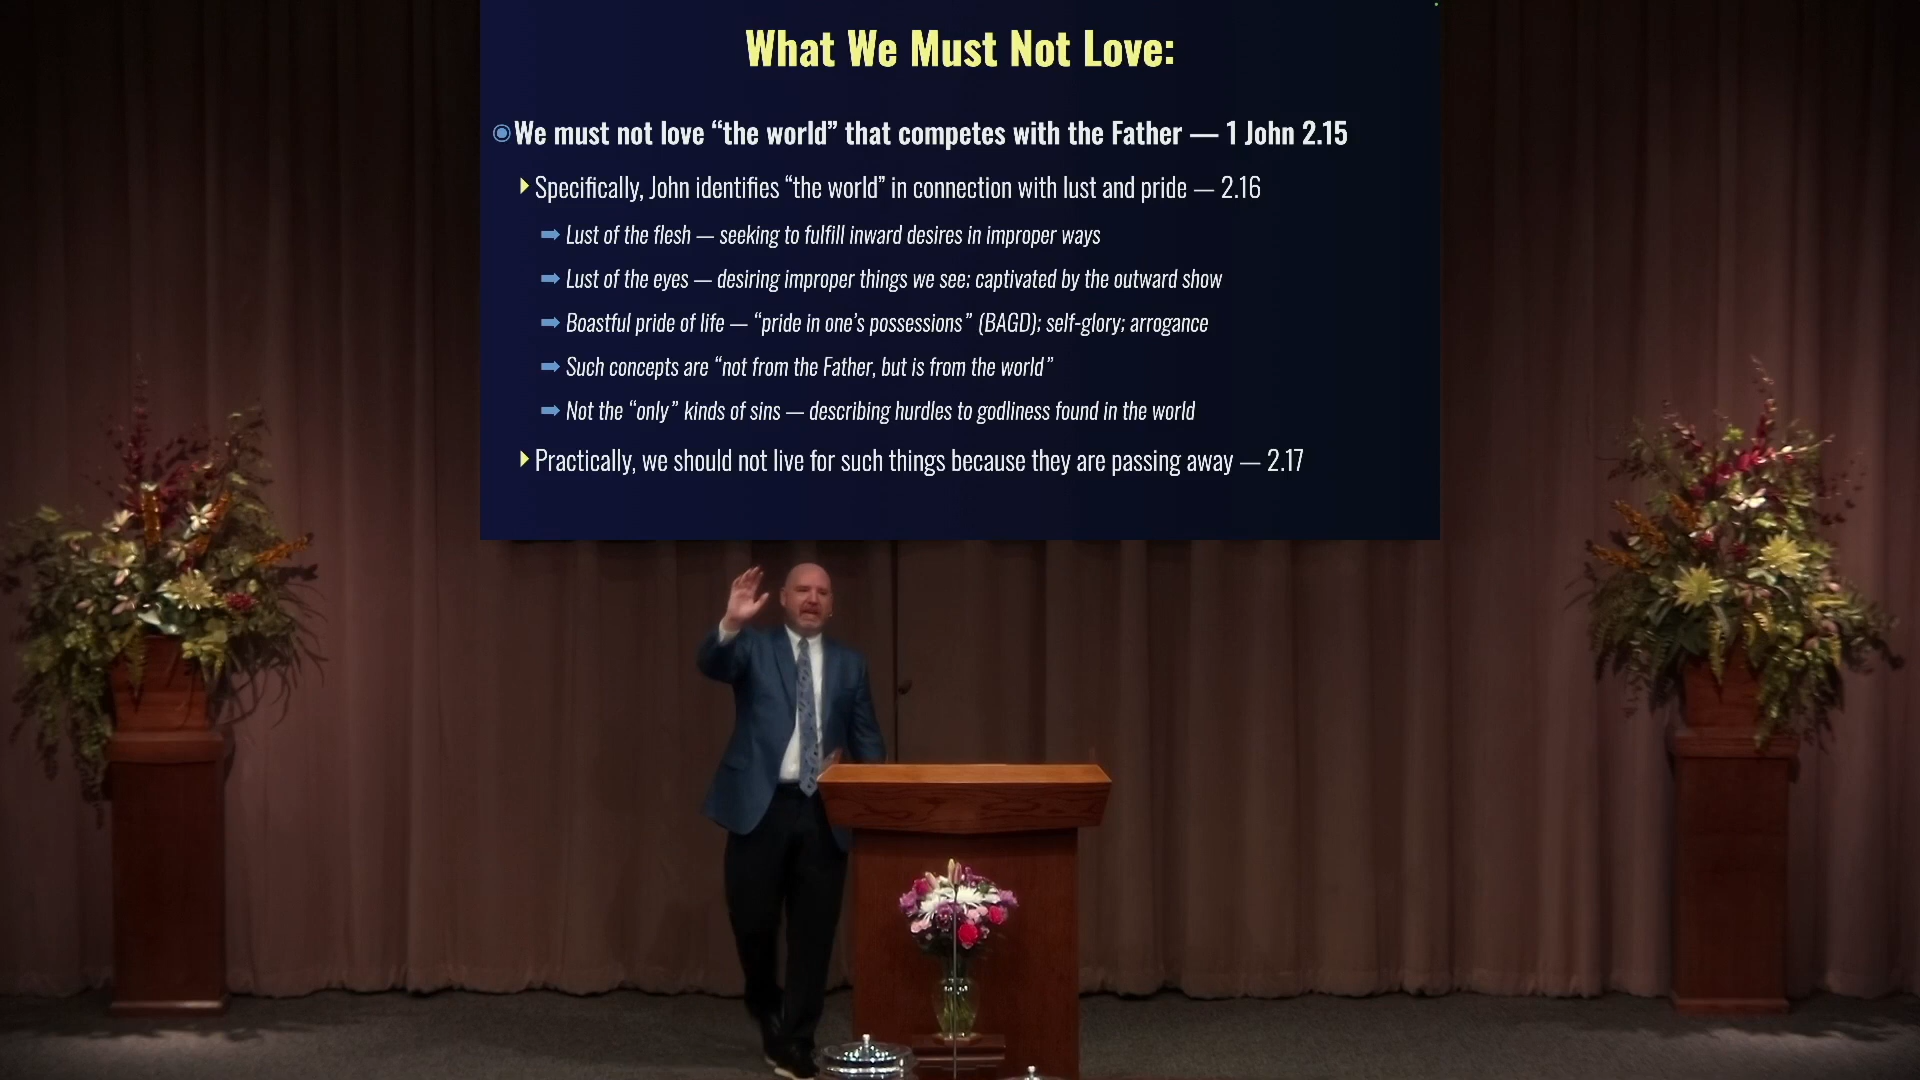 What We Must Not Love:
We must not love “the world” that competes with the Father — 1 John 2.15
Specifically, John identifies “the world” in connection with lust and pride — 2.16
Lust of the flesh — seeking to fulfill inward desires in improper ways
Lust of the eyes — desiring improper things we see; captivated by the outward show
Boastful pride of life — “pride in one’s possessions” (BAGD); self-glory; arrogance
Such concepts are “not from the Father, but is from the world”
Not the “only” kinds of sins — describing hurdles to godliness found in the world
Practically, we should not live for such things because they are passing away — 2.17